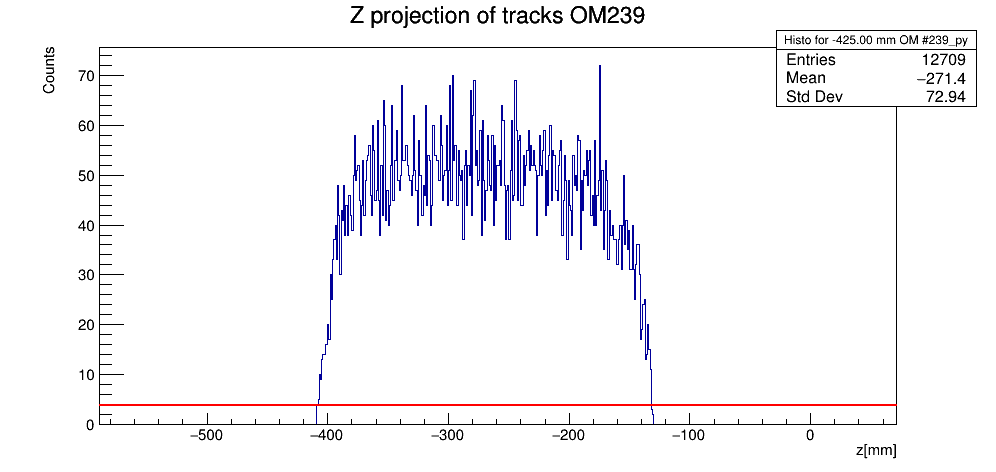 Z projection of tracks OM239
Histo for -425.00 mm OM #239_py
Entries 12709
Mean −271.4
Std Dev 72.94
Counts
70
60
50
40
30
20
10
0
−500 −400 −300 −200 −100 0
z[mm]